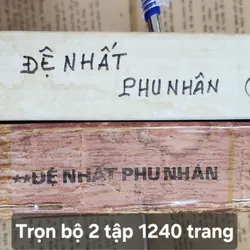 ĐỆ NHẤT
PHU NHÂN (
**ĐỆ NHẤT PHU NHÂN
Trọn bộ 2 tập 1240 trang